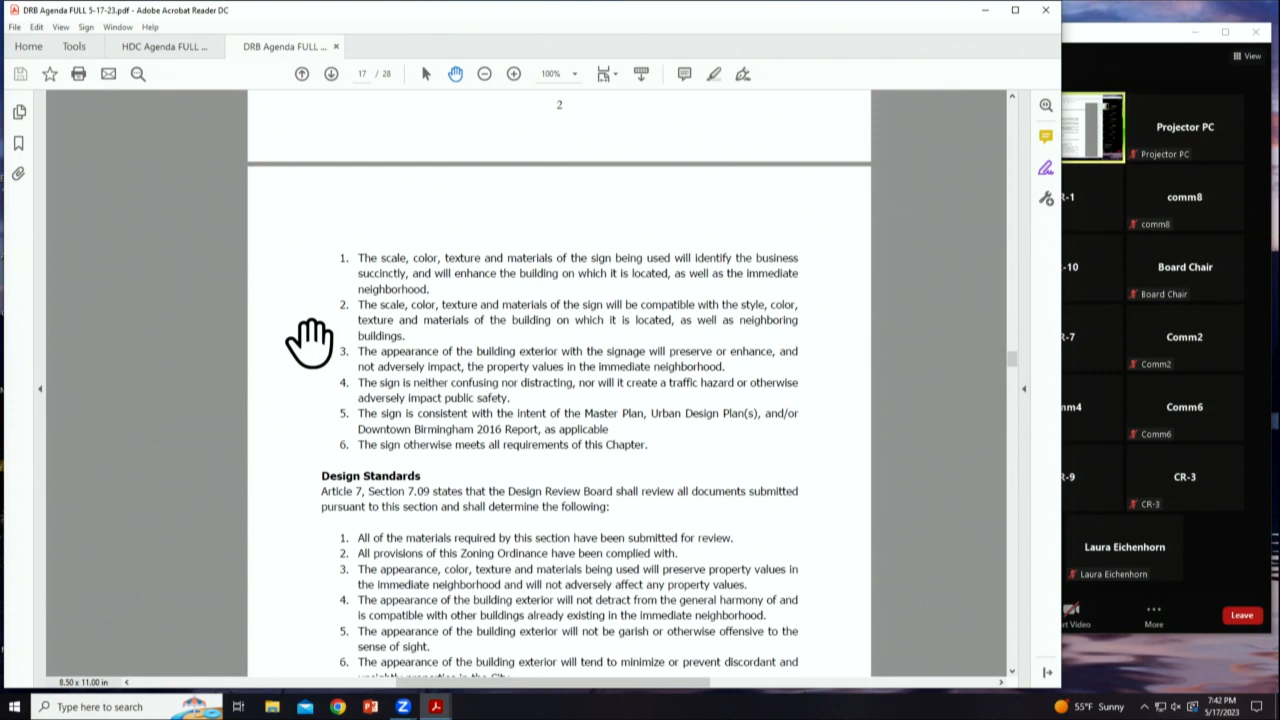 DRB Agenda FULL 5-17-23.pdf - Adobe Acrobat Reader DC
File Edit View Sign Window Help
Home Tools HDC Agenda FULL ... DRB Agenda FULL ... ×
17 / 28 100%
View
2
1. The scale, color, texture and materials of the sign being used will identify the business
succinctly, and will enhance the building on which it is located, as well as the immediate
neighborhood.
2. The scale, color, texture and materials of the sign will be compatible with the style, color,
texture and materials of the building on which it is located, as well as neighboring
buildings.
3. The appearance of the building exterior with the signage will preserve or enhance, and
not adversely impact, the property values in the immediate neighborhood.
4. The sign is neither confusing nor distracting, nor will it create a traffic hazard or otherwise
adversely impact public safety.
5. The sign is consistent with the intent of the Master Plan, Urban Design Plan(s), and/or
Downtown Birmingham 2016 Report, as applicable
6. The sign otherwise meets all requirements of this Chapter.
Design Standards
Article 7, Section 7.09 states that the Design Review Board shall review all documents submitted
pursuant to this section and shall determine the following:
1. All of the materials required by this section have been submitted for review.
2. All provisions of this Zoning Ordinance have been complied with.
3. The appearance, color, texture and materials being used will preserve property values in
the immediate neighborhood and will not adversely affect any property values.
4. The appearance of the building exterior will not detract from the general harmony of and
is compatible with other buildings already existing in the immediate neighborhood.
5. The appearance of the building exterior will not be garish or otherwise offensive to the
sense of sight.
6. The appearance of the building exterior will tend to minimize or prevent discordant and
8.50 x 11.00 in
Projector PC
Projector PC
R-1 comm8
comm8
-10 Board Chair
Board Chair
R-7 Comm2
Comm2
nm4 Comm6
Comm6
R-9 CR-3
CR-3
Laura Eichenhorn
Laura Eichenhorn
rt Video More Leave
Type here to search
55°F Sunny
7:42 PM
5/17/2023